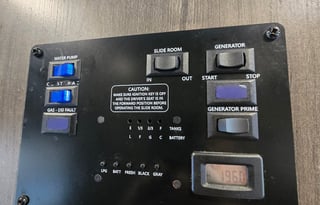 WATER PUMP
SLIDE ROOM
GENERATOR
IN OUT
START STOP
GAS - DSI FAULT
CAUTION:
MAKE SURE IGNITION KEY IS OFF
AND THE DRIVER'S SEAT IS IN
THE FORWARD POSITION BEFORE
OPERATING THE SLIDE ROOM.
GENERATOR PRIME
E 1/3 2/3 F TANKS
L F G C BATTERY
LPG BATT FRESH BLACK GRAY